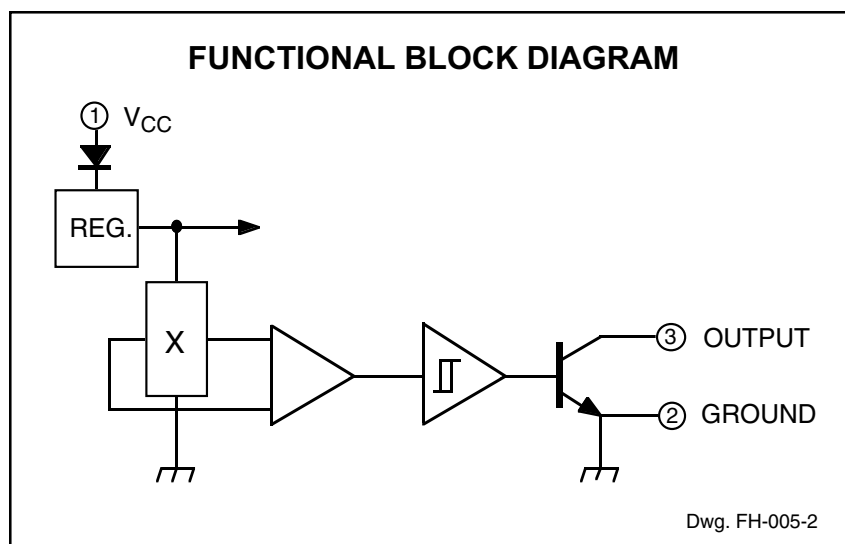 FUNCTIONAL BLOCK DIAGRAM
1 VCC
REG.
X
3 OUTPUT
2 GROUND
Dwg. FH-005-2